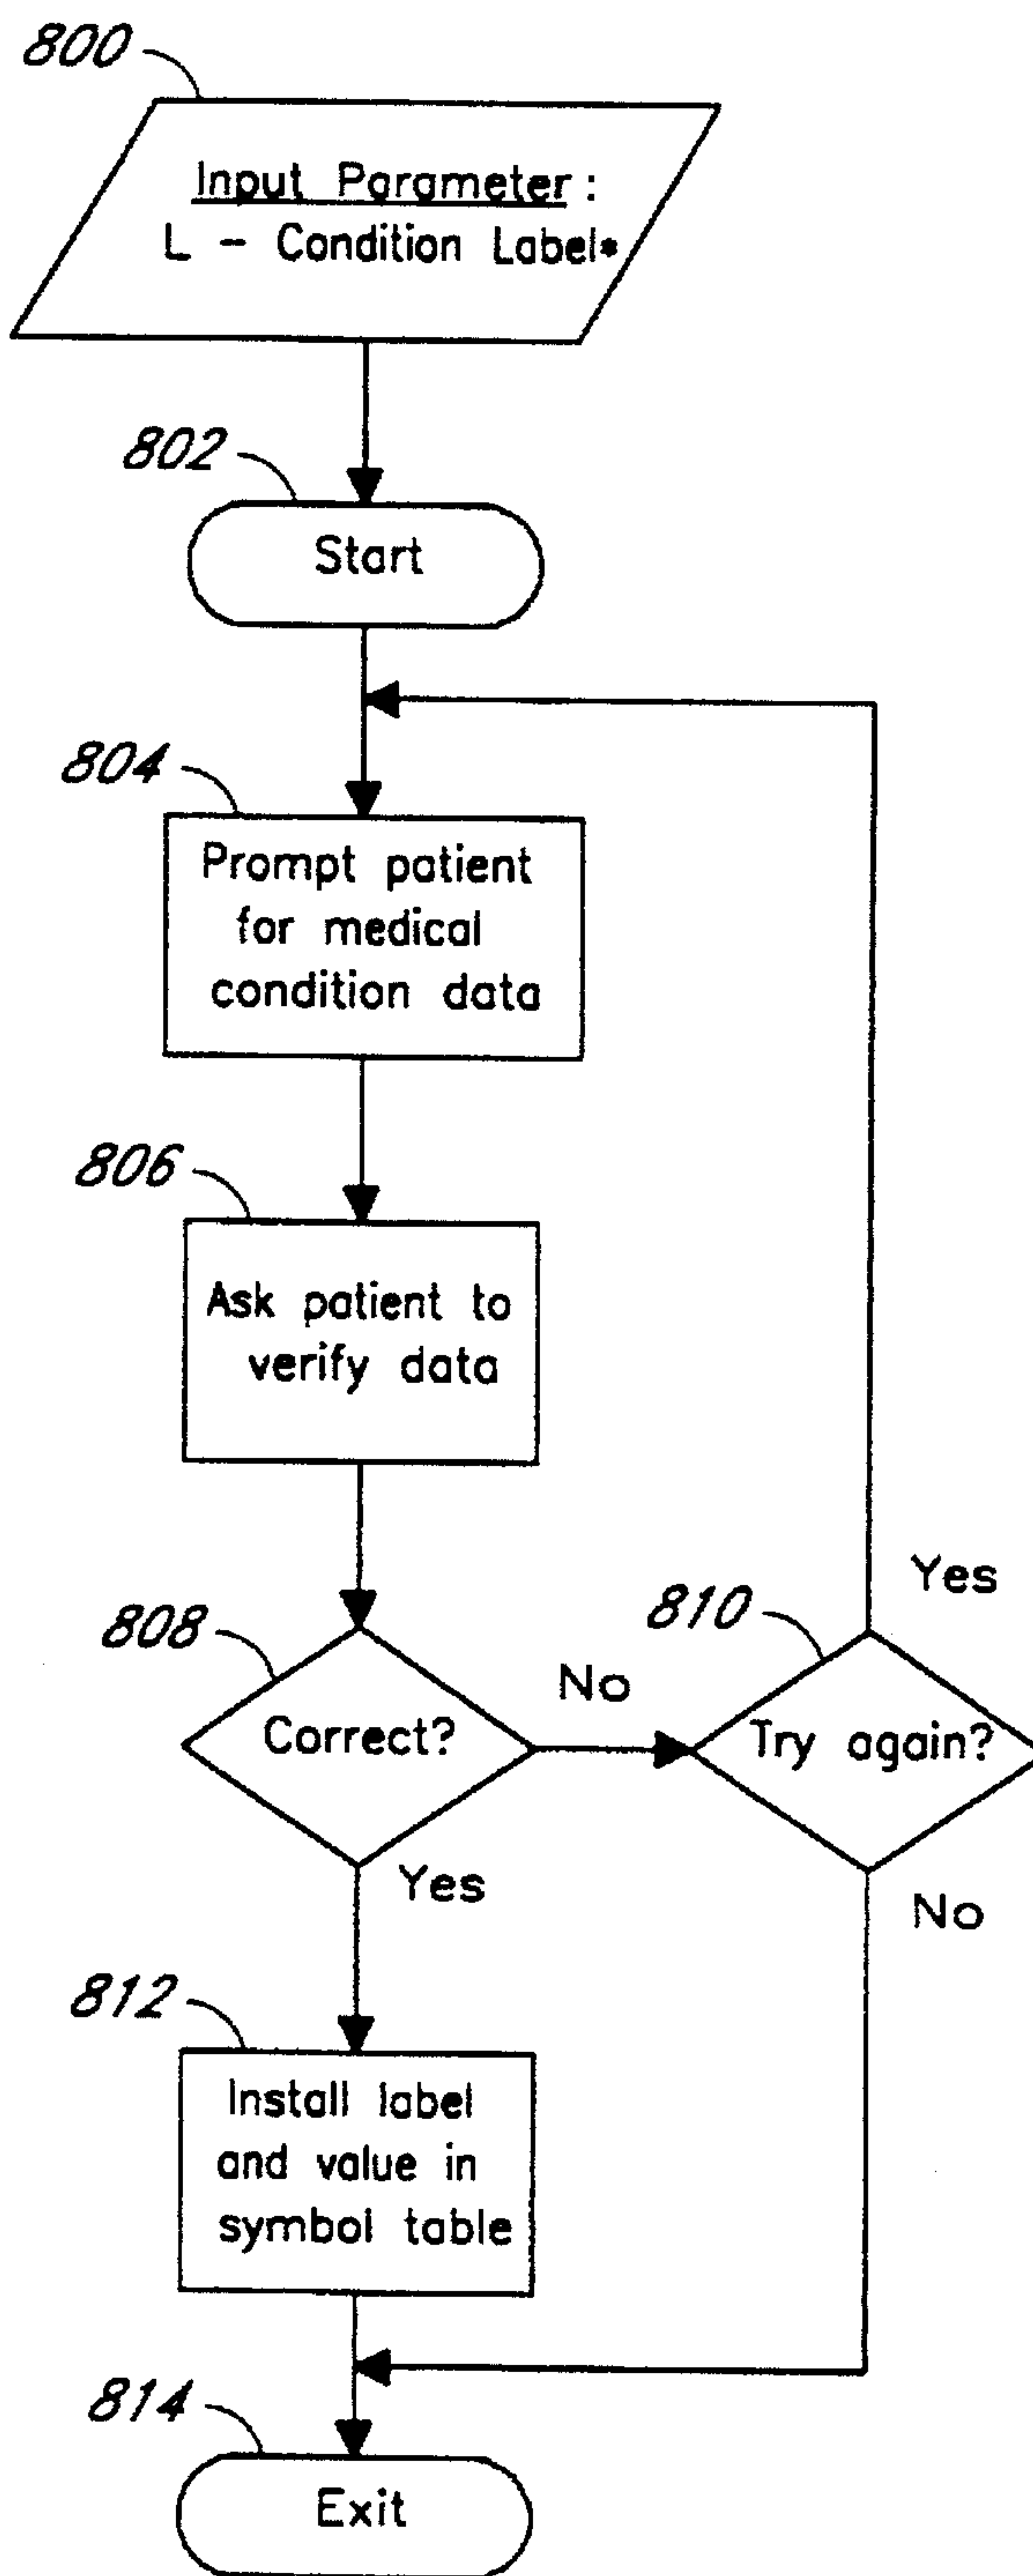 800
Input Parameter :
L - Condition Label*
802
Start
804
Prompt patient
for medical
condition data
806
Ask patient to
verify data
808
Correct?
No
810
Try again?
Yes
Yes
No
812
Install label
and value in
symbol table
814
Exit